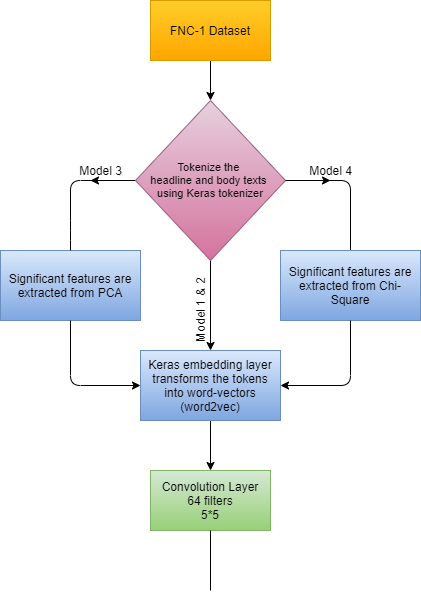 FNC-1 Dataset
Tokenize the
headline and body texts
using Keras tokenizer
Model 3
Model 4
Significant features are
extracted from PCA
Model 1 & 2
Significant features are
extracted from Chi-
Square
Keras embedding layer
transforms the tokens
into word-vectors
(word2vec)
Convolution Layer
64 filters
5*5